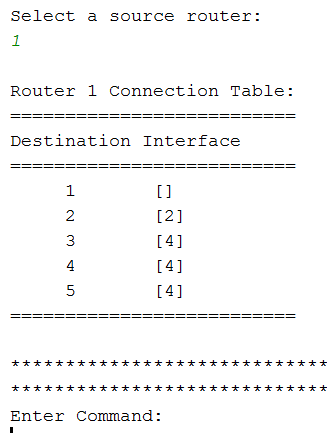 Select a source router:
1
Router 1 Connection Table:
==========================
Destination Interface
==========================
1 []
2 [2]
3 [4]
4 [4]
5 [4]
==========================
*****************************
*****************************
Enter Command: